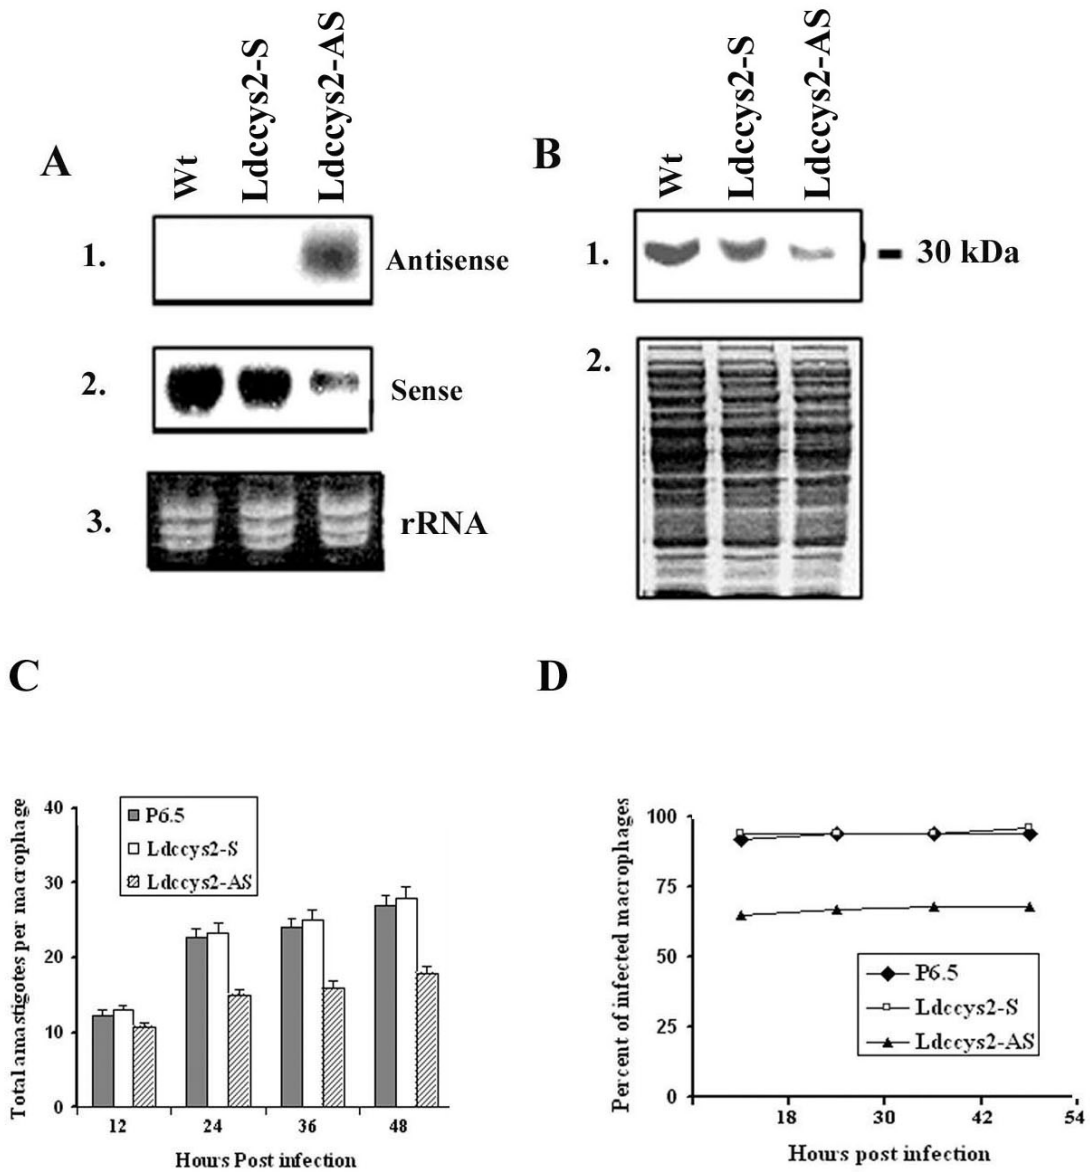 A
Wt
Ldccys2-S
Ldccys2-AS
1.
Antisense
2.
Sense
3.
rRNA
B
Wt
Ldccys2-S
Ldccys2-AS
1.
30 kDa
2.
C
Total amastigotes per macrophage
40
30
20
10
0
P6.5
Ldccys2-S
Ldccys2-AS
12 24 36 48
Hours Post infection
D
Percent of infected macrophages
100
75
50
25
0
P6.5
Ldccys2-S
Ldccys2-AS
18 30 42 54
Hours post infection